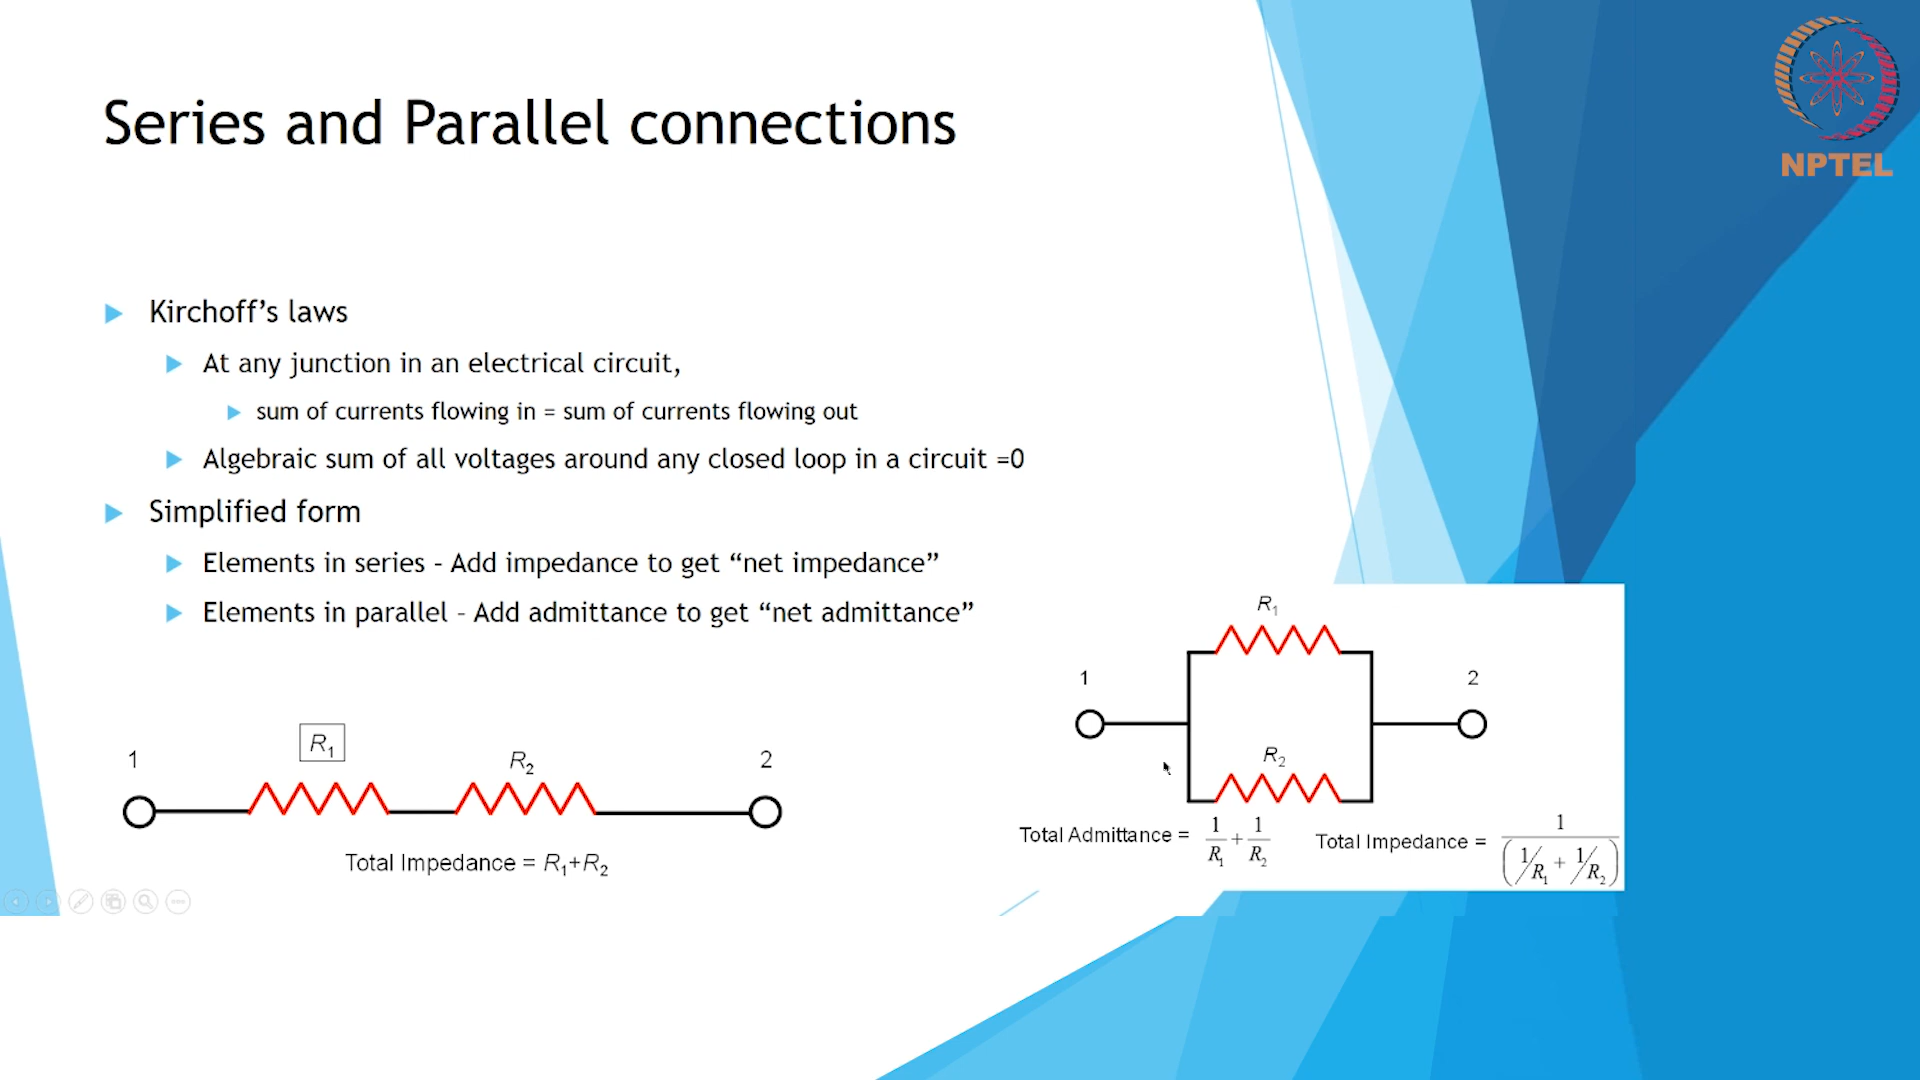 Series and Parallel connections
NPTEL
Kirchoff’s laws
At any junction in an electrical circuit,
sum of currents flowing in = sum of currents flowing out
Algebraic sum of all voltages around any closed loop in a circuit =0
Simplified form
Elements in series – Add impedance to get “net impedance”
Elements in parallel – Add admittance to get “net admittance”
1
R1
R2
2
Total Impedance = R1+R2
R1
1
2
R2
Total Admittance = 1/R1 + 1/R2
Total Impedance = 1/(1/R1 + 1/R2)